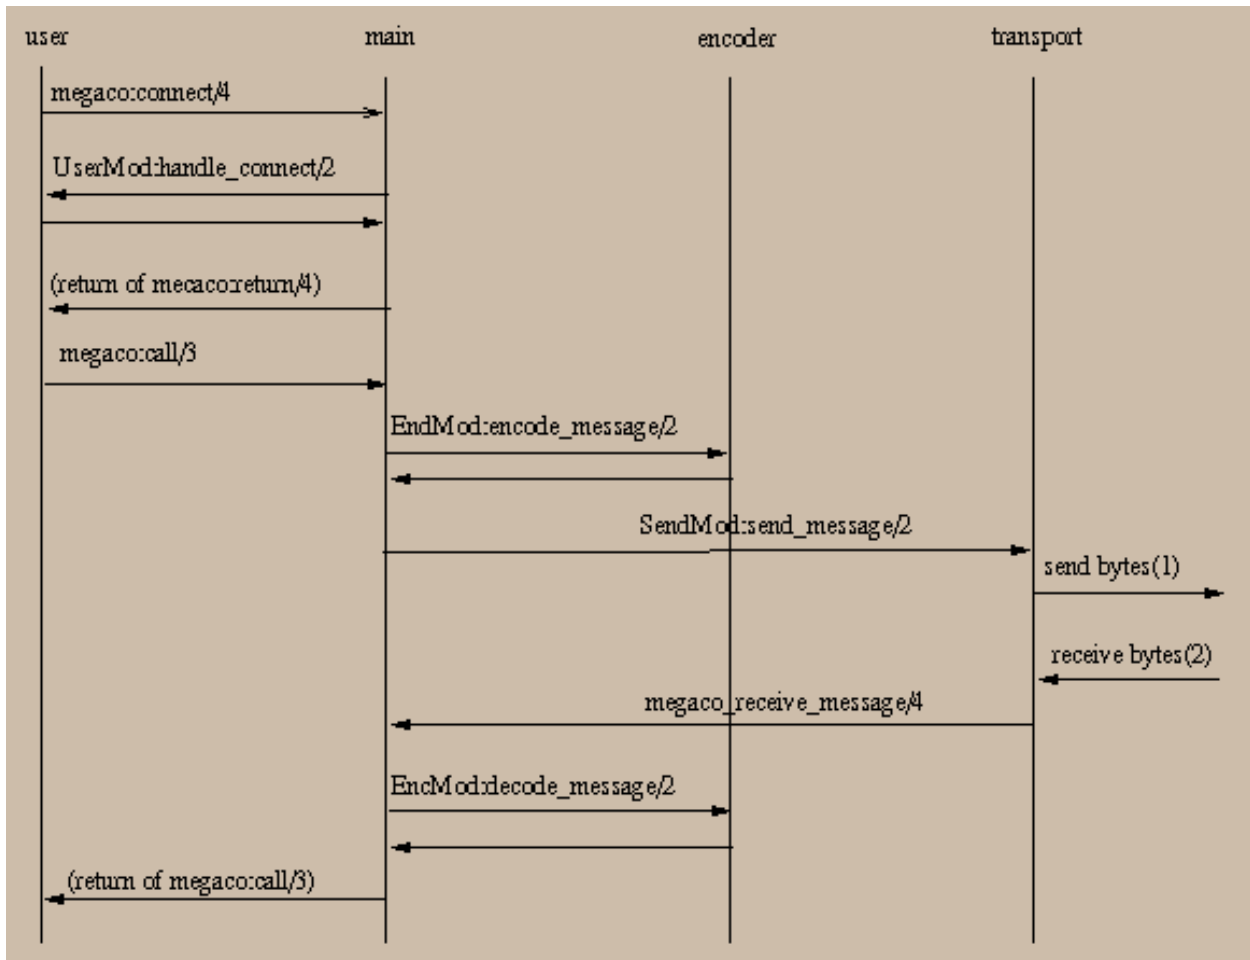 user
main
encoder
transport
megaco:connect/4
UserMod:handle_connect/2
(return of mecaco:return/4)
megaco:call/3
EndMod:encode_message/2
SendMod:send_message/2
send bytes(1)
receive bytes(2)
megaco_receive_message/4
EncMod:decode_message/2
(return of megaco:call/3)